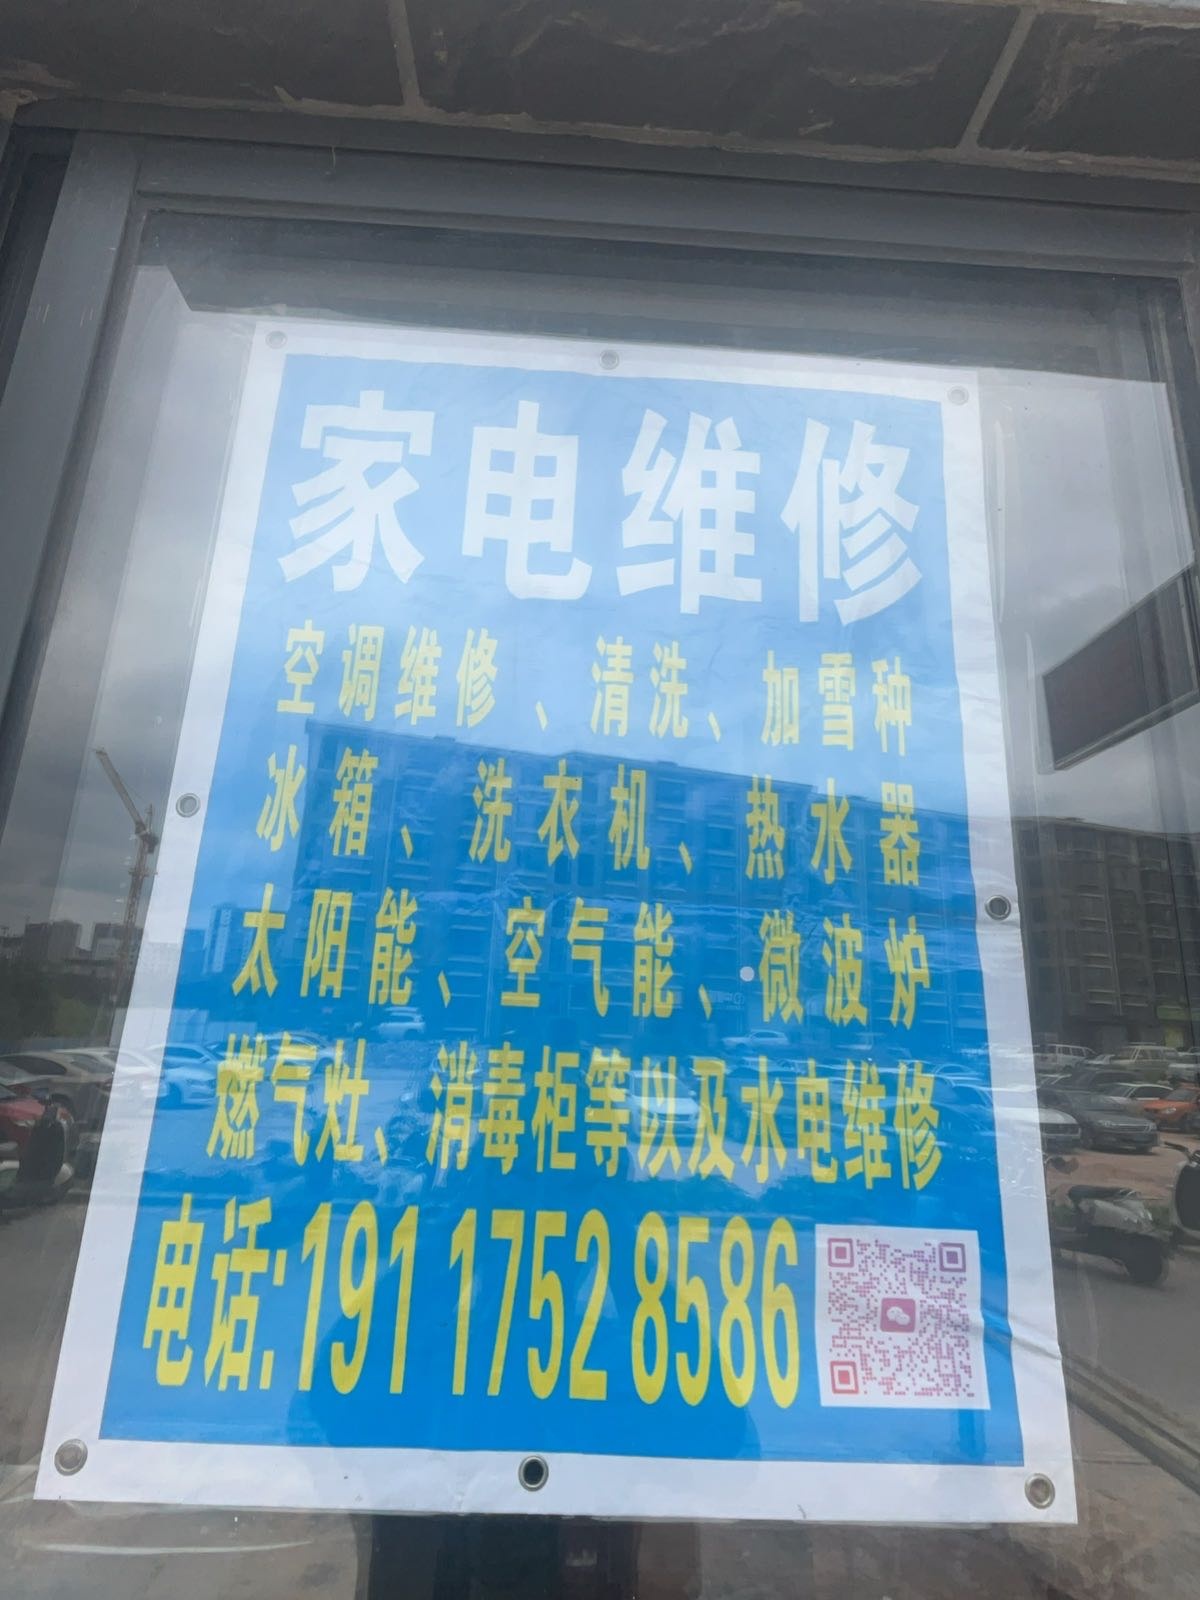 家电维修
空调维修、清洗、加雪种
冰箱、洗衣机、热水器
太阳能、空气能、微波炉
燃气灶、消毒柜等以及水电维修
电话:191 1752 8586